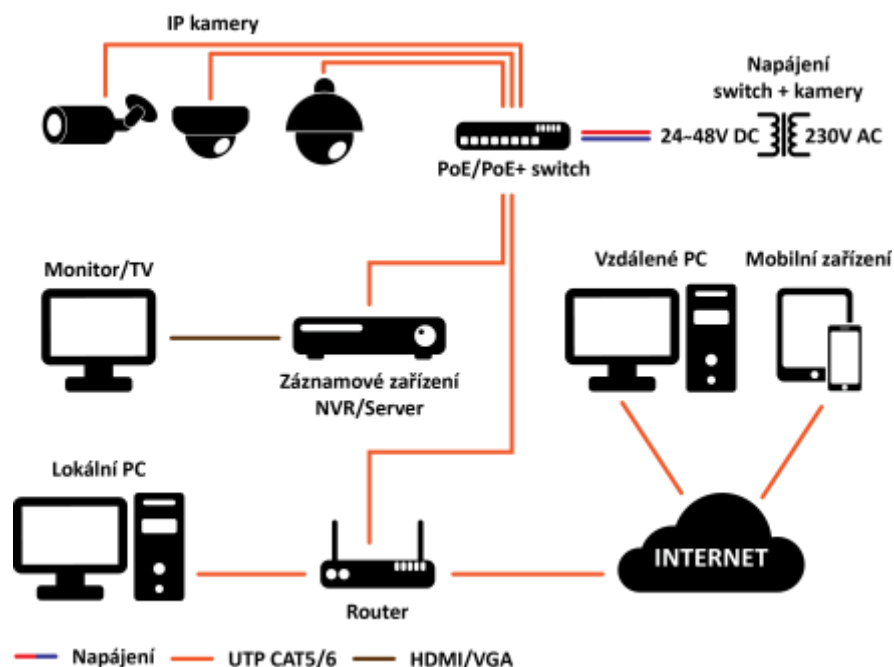 IP kamery
Napájení
switch + kamery
24~48V DC
230V AC
PoE/PoE+ switch
Monitor/TV
Vzdálené PC
Mobilní zařízení
Záznamové zařízení
NVR/Server
Lokální PC
INTERNET
Router
Napájení
UTP CAT5/6
HDMI/VGA